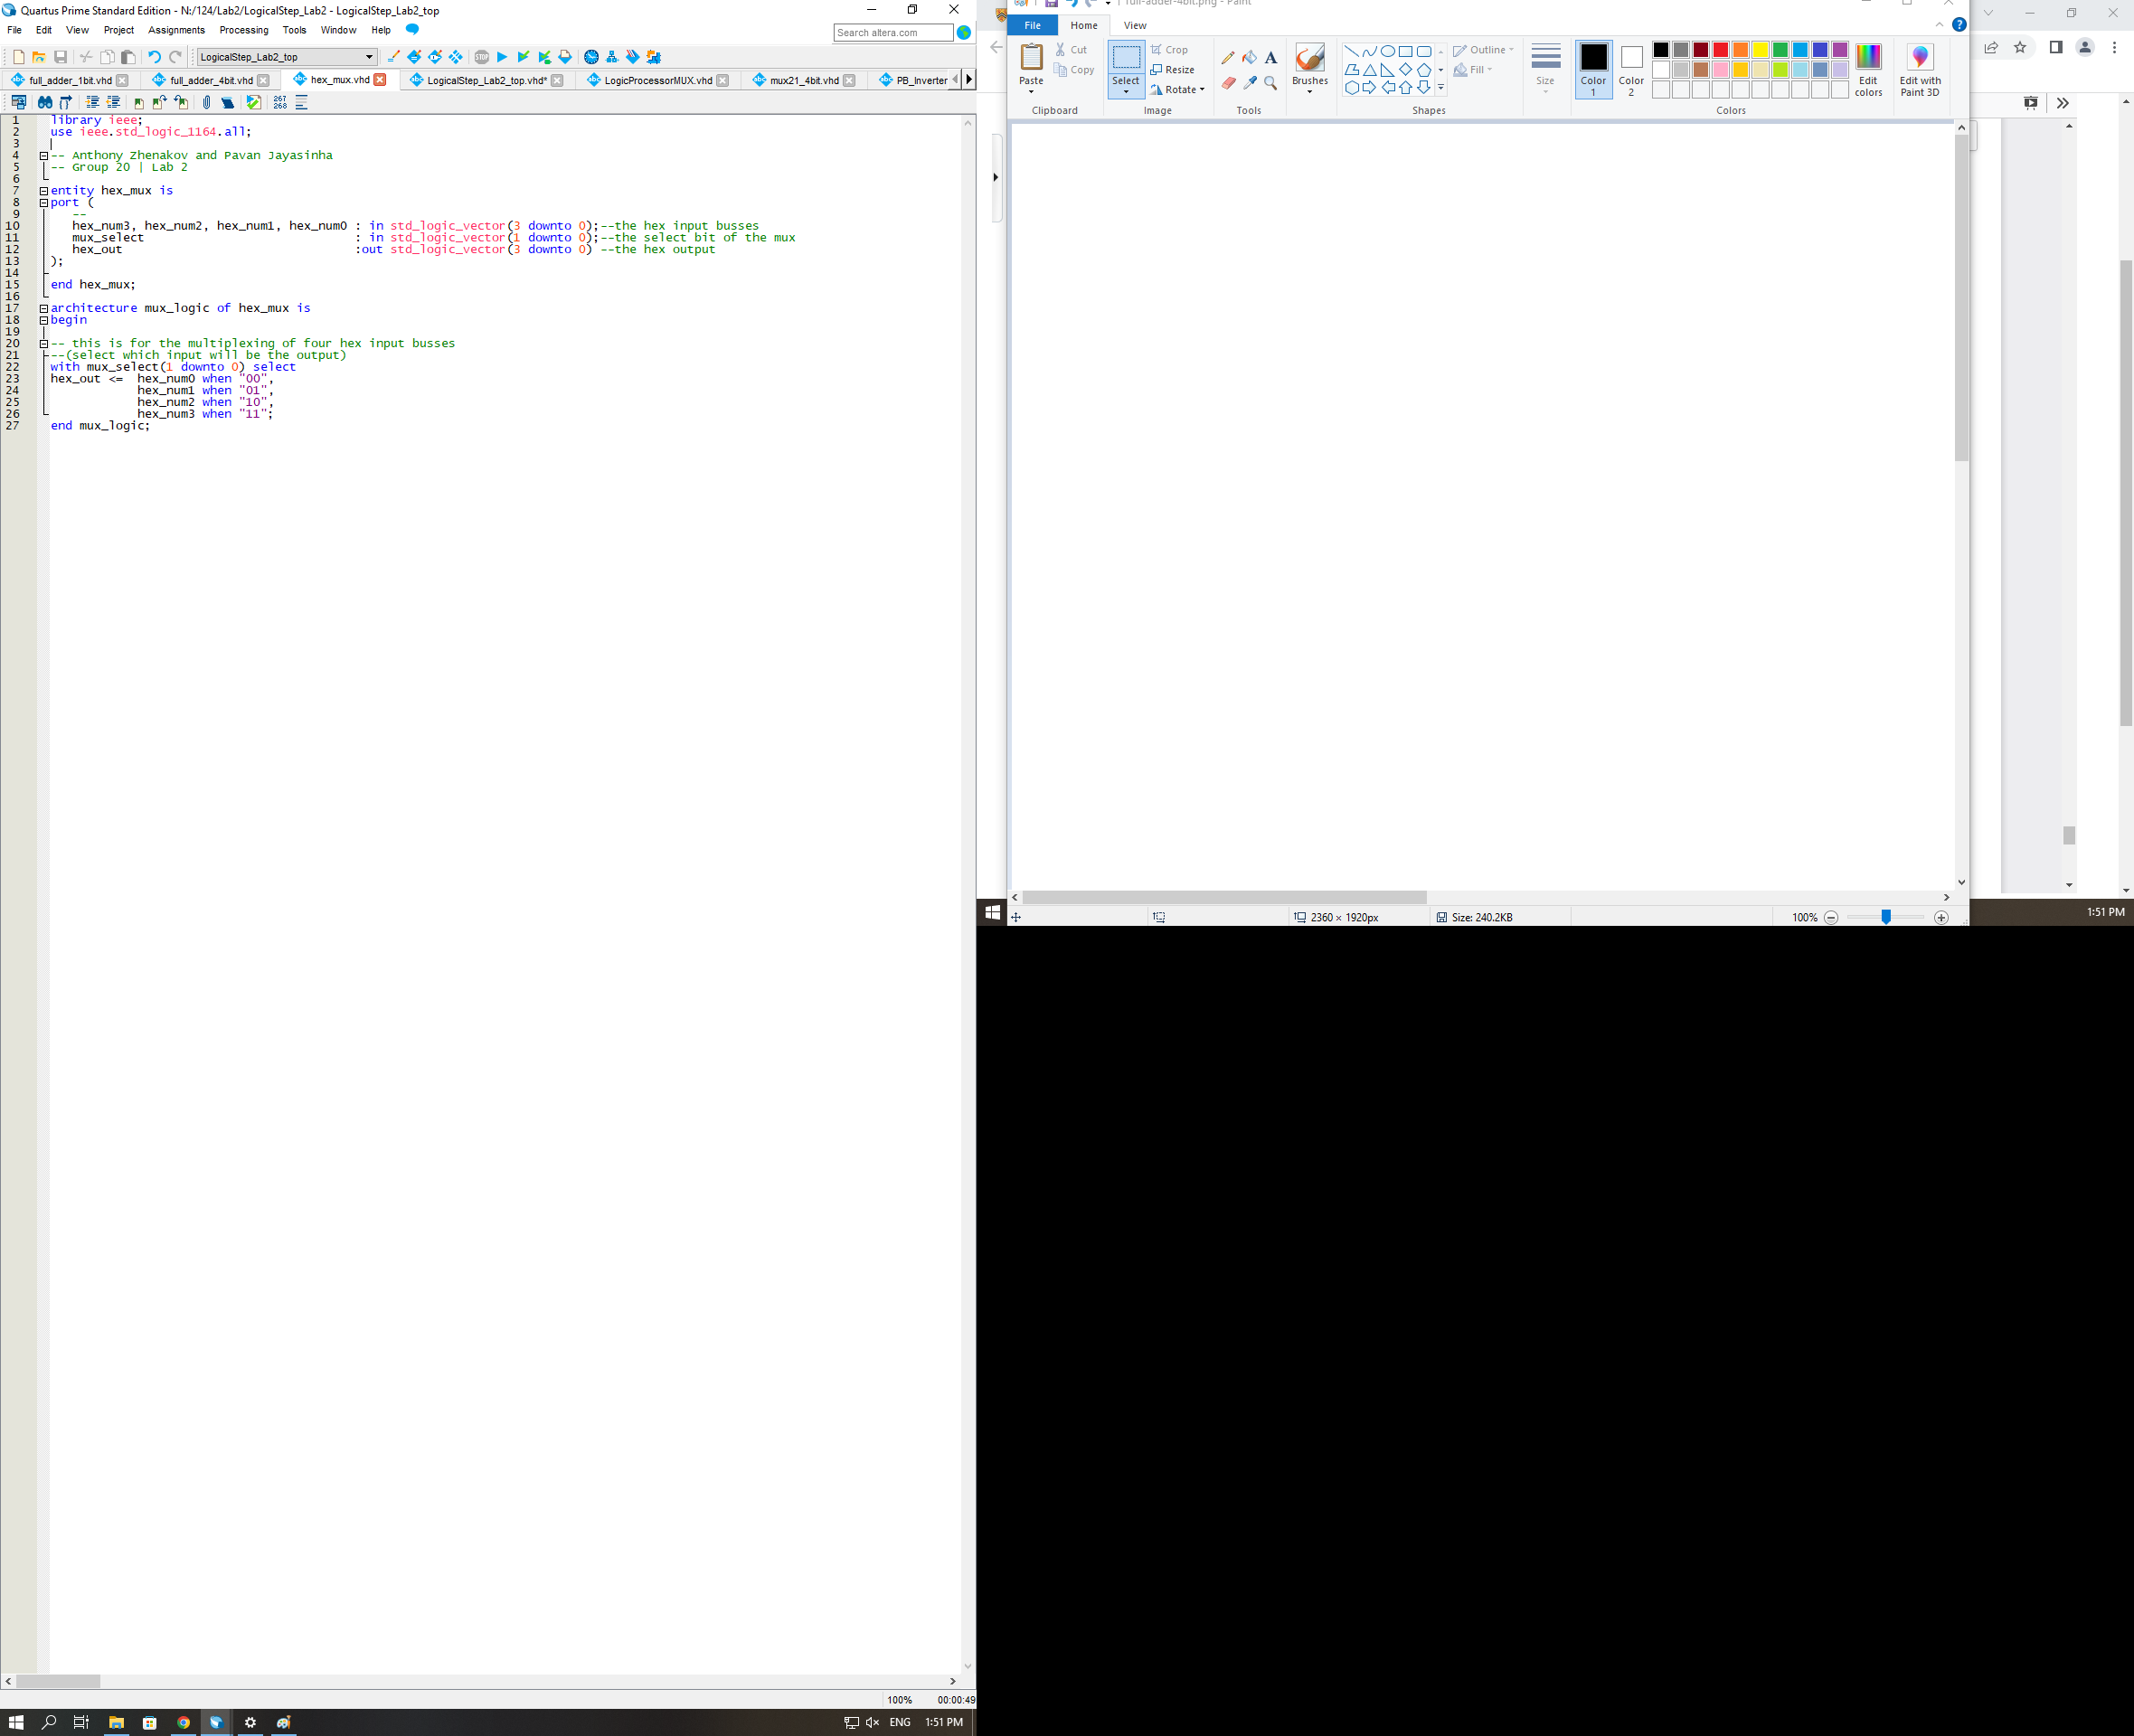 Quartus Prime Standard Edition - N:/124/Lab2/LogicalStep_Lab2 - LogicalStep_Lab2_top
File Edit View Project Assignments Processing Tools Window Help
Search altera.com
LogicalStep_Lab2_top
STOP
full_adder_1bit.vhd full_adder_4bit.vhd hex_mux.vhd LogicalStep_Lab2_top.vhd* LogicProcessorMUX.vhd mux21_4bit.vhd PB_Inverter
267
268
1 library ieee;
2 use ieee.std_logic_1164.all;
3
4 -- Anthony Zhenakov and Pavan Jayasinha
5 -- Group 20 | Lab 2
6
7 entity hex_mux is
8 port (
9 --
10 hex_num3, hex_num2, hex_num1, hex_num0 : in std_logic_vector(3 downto 0);--the hex input busses
11 mux_select : in std_logic_vector(1 downto 0);--the select bit of the mux
12 hex_out :out std_logic_vector(3 downto 0) --the hex output
13 );
14
15 end hex_mux;
16
17 architecture mux_logic of hex_mux is
18 begin
19
20 -- this is for the multiplexing of four hex input busses
21 --(select which input will be the output)
22 with mux_select(1 downto 0) select
23 hex_out <= hex_num0 when "00",
24 hex_num1 when "01",
25 hex_num2 when "10",
26 hex_num3 when "11";
27 end mux_logic;
100% 00:00:49
ENG 1:51 PM
full-adder-4bit.png - Paint
File Home View
Paste
Cut
Copy
Clipboard
Select
Crop
Resize
Rotate
Image
A
Tools
Brushes
Outline
Fill
Shapes
Size
Color
1
Color
2
Edit
colors
Colors
Edit with
Paint 3D
2360 × 1920px
Size: 240.2KB
100%
1:51 PM